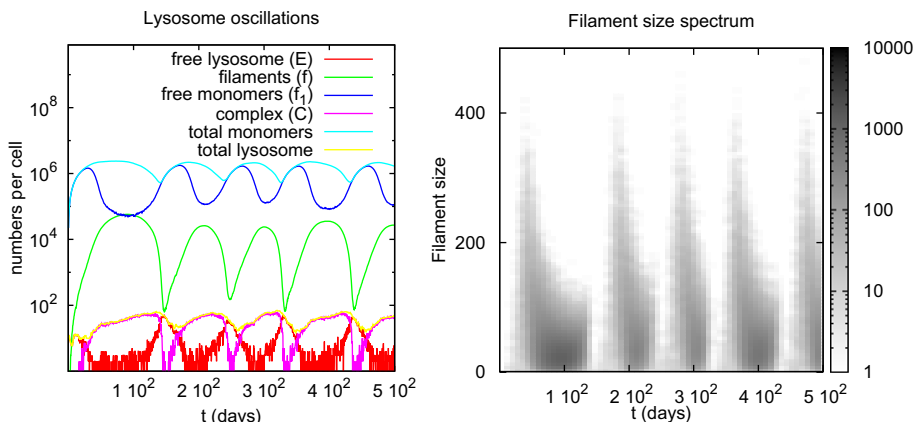 Lysosome oscillations
free lysosome (E)
filaments (f)
free monomers (f1)
complex (C)
total monomers
total lysosome
numbers per cell
10^8
10^6
10^4
10^2
1 10^2
2 10^2
3 10^2
4 10^2
5 10^2
t (days)
Filament size spectrum
Filament size
400
200
0
1 10^2
2 10^2
3 10^2
4 10^2
5 10^2
t (days)
10000
1000
100
10
1